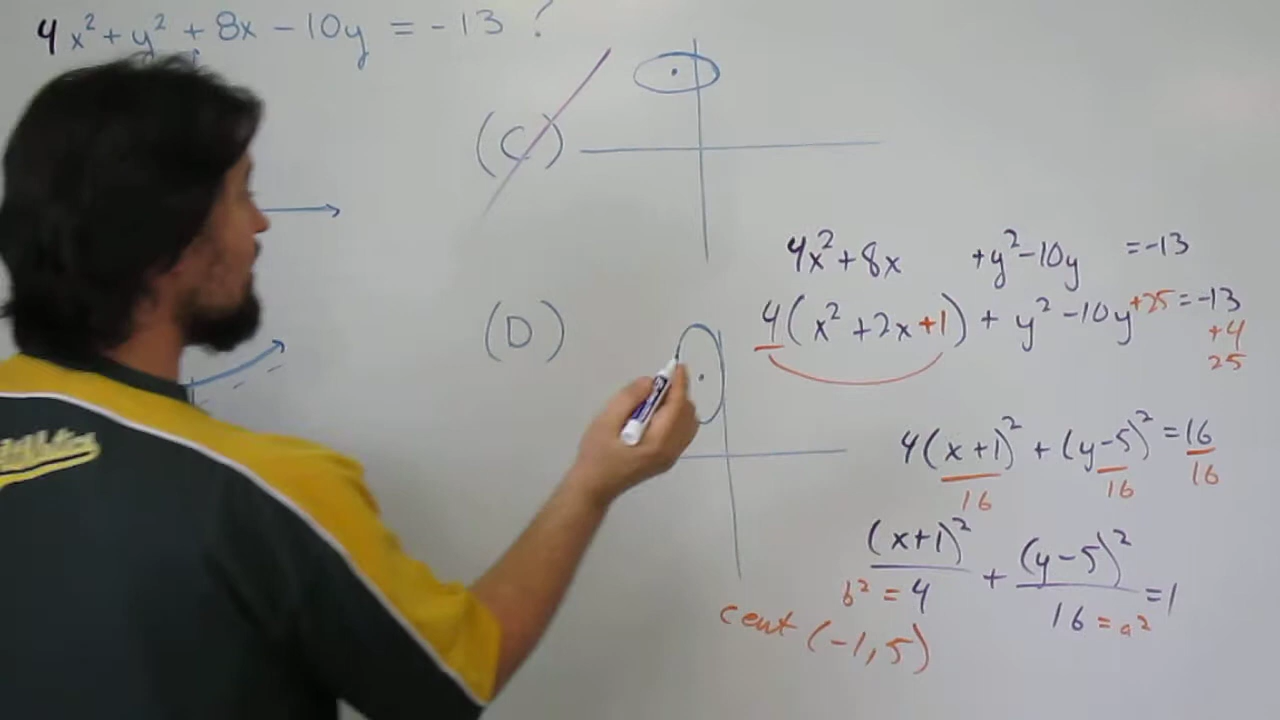 4x² + y² + 8x - 10y = -13 ?
(C)
(D)
4x² + 8x + y² - 10y = -13
4(x² + 2x + 1) + y² - 10y + 25 = -13
+4
25
4(x+1)² + (y-5)² = 16
16 16 16
(x+1)² + (y-5)² = 1
b² = 4 16 = a²
cent (-1, 5)